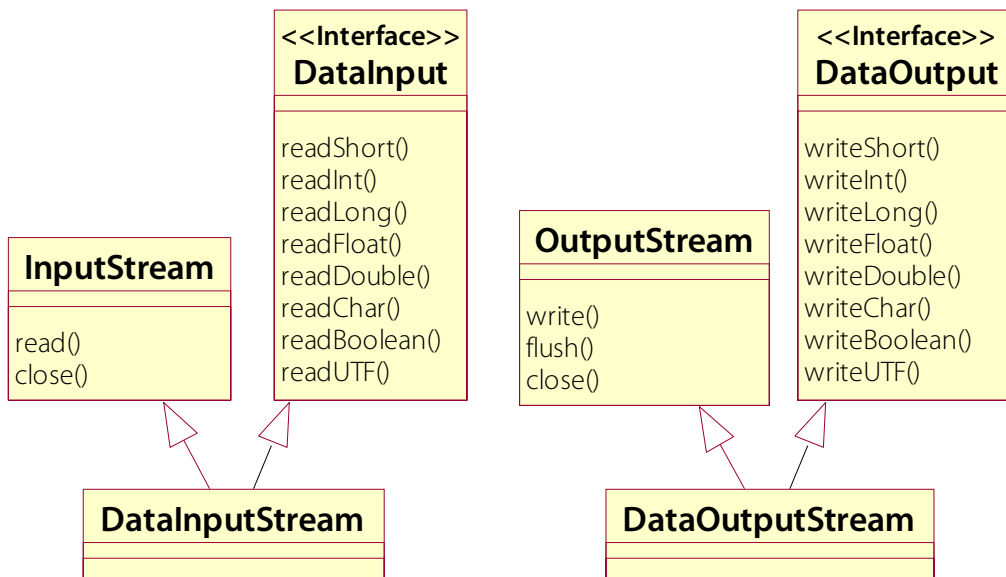 <<Interface>>
DataInput
readShort()
readInt()
readLong()
readFloat()
readDouble()
readChar()
readBoolean()
readUTF()
InputStream
read()
close()
DataInputStream
<<Interface>>
DataOutput
writeShort()
writeInt()
writeLong()
writeFloat()
writeDouble()
writeChar()
writeBoolean()
writeUTF()
OutputStream
write()
flush()
close()
DataOutputStream